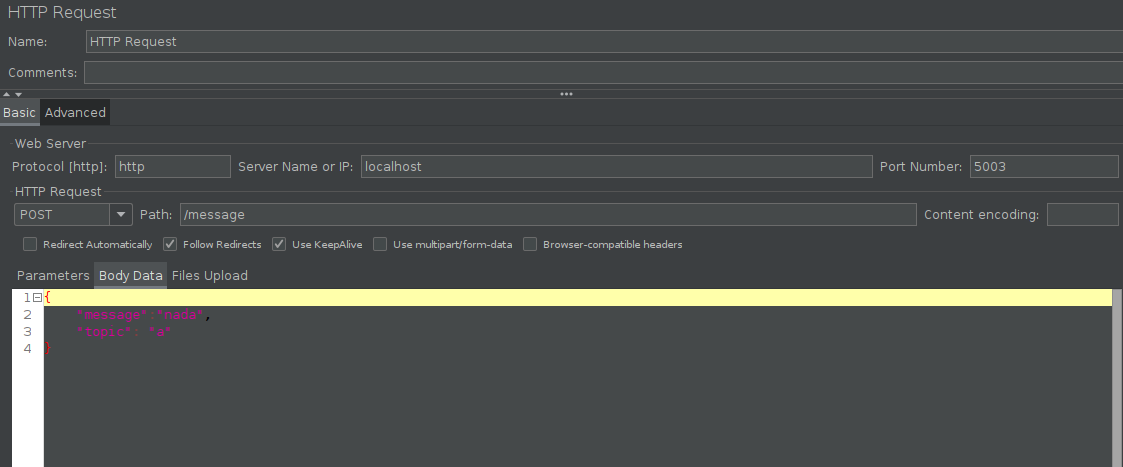 HTTP Request
Name: HTTP Request
Comments:
Basic Advanced
Web Server
Protocol [http]: http Server Name or IP: localhost Port Number: 5003
HTTP Request
POST Path: /message Content encoding:
Redirect Automatically Follow Redirects Use KeepAlive Use multipart/form-data Browser-compatible headers
Parameters Body Data Files Upload
1 {
2 "message":"nada",
3 "topic": "a"
4 }